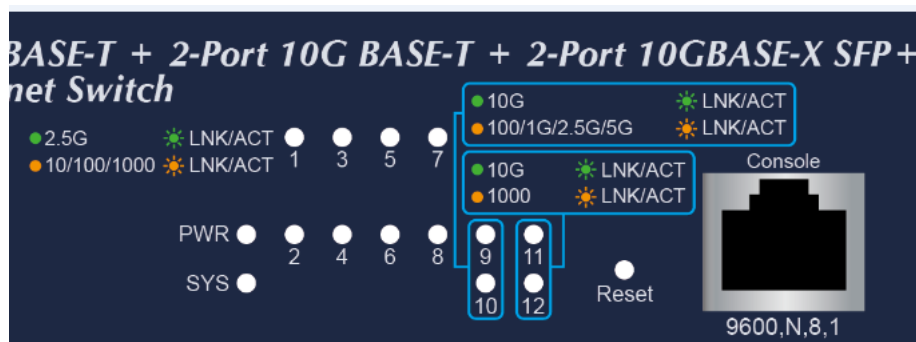 BASE-T + 2-Port 10G BASE-T + 2-Port 10GBASE-X SFP+
net Switch
10G LNK/ACT
100/1G/2.5G/5G LNK/ACT
2.5G LNK/ACT
10/100/1000 LNK/ACT
1 3 5 7
10G LNK/ACT
1000 LNK/ACT
Console
PWR
2 4 6 8 9 11
SYS
10 12
Reset
9600,N,8,1